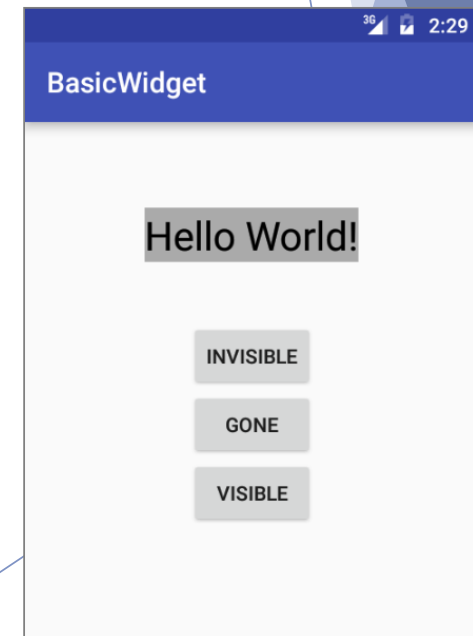 3G 2:29
BasicWidget
Hello World!
INVISIBLE
GONE
VISIBLE